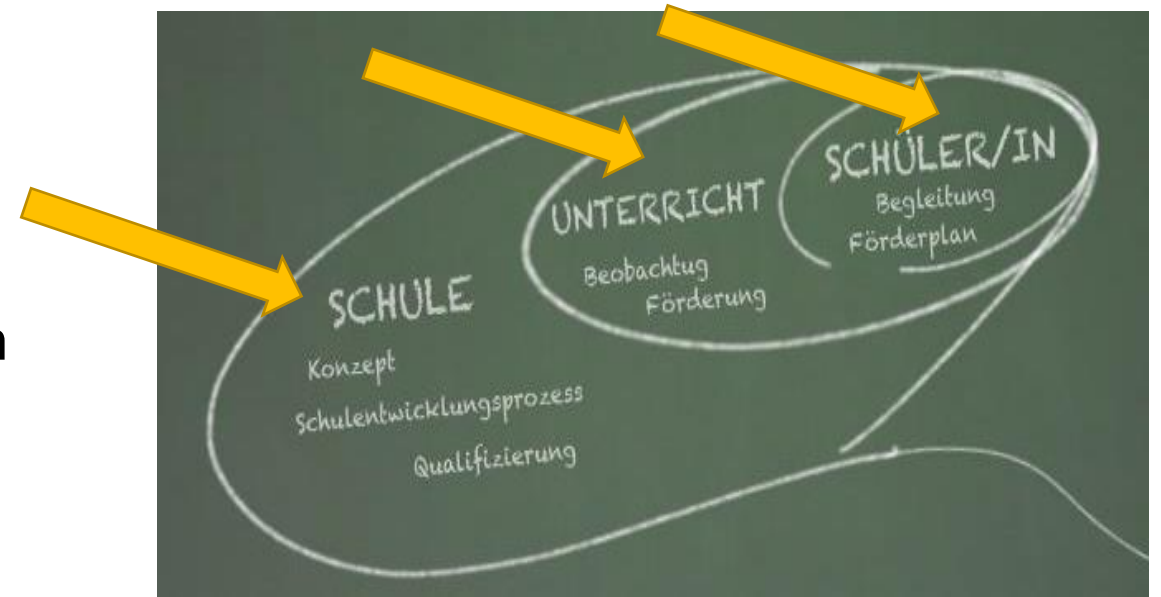 SCHULE
Konzept
Schulentwicklungsprozess
Qualifizierung
UNTERRICHT
Beobachtug
Förderung
SCHÜLER/IN
Begleitung
Förderplan
n